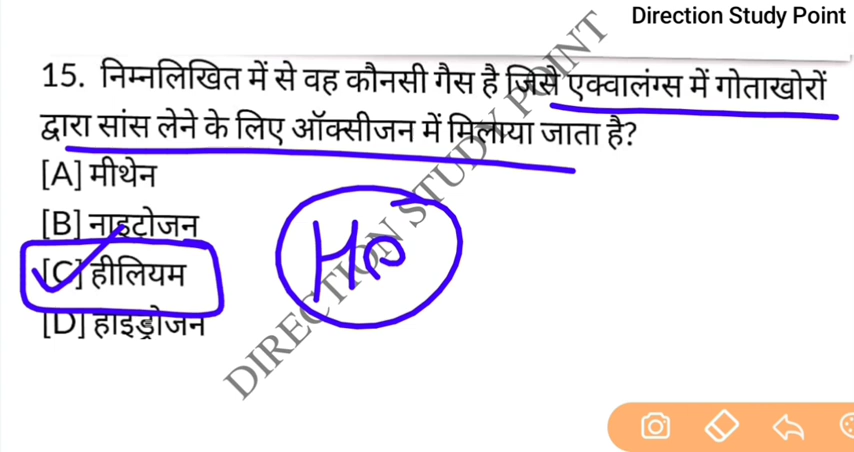 Direction Study Point
15. निम्नलिखित में से वह कौनसी गैस है जिसे एक्वालंग्स में गोताखोरों
द्वारा सांस लेने के लिए ऑक्सीजन में मिलाया जाता है?
[A] मीथेन
[B] नाइटोजन
[C] हीलियम
[D] हाइड्रोजन
He
DIRECTION STUDY POINT